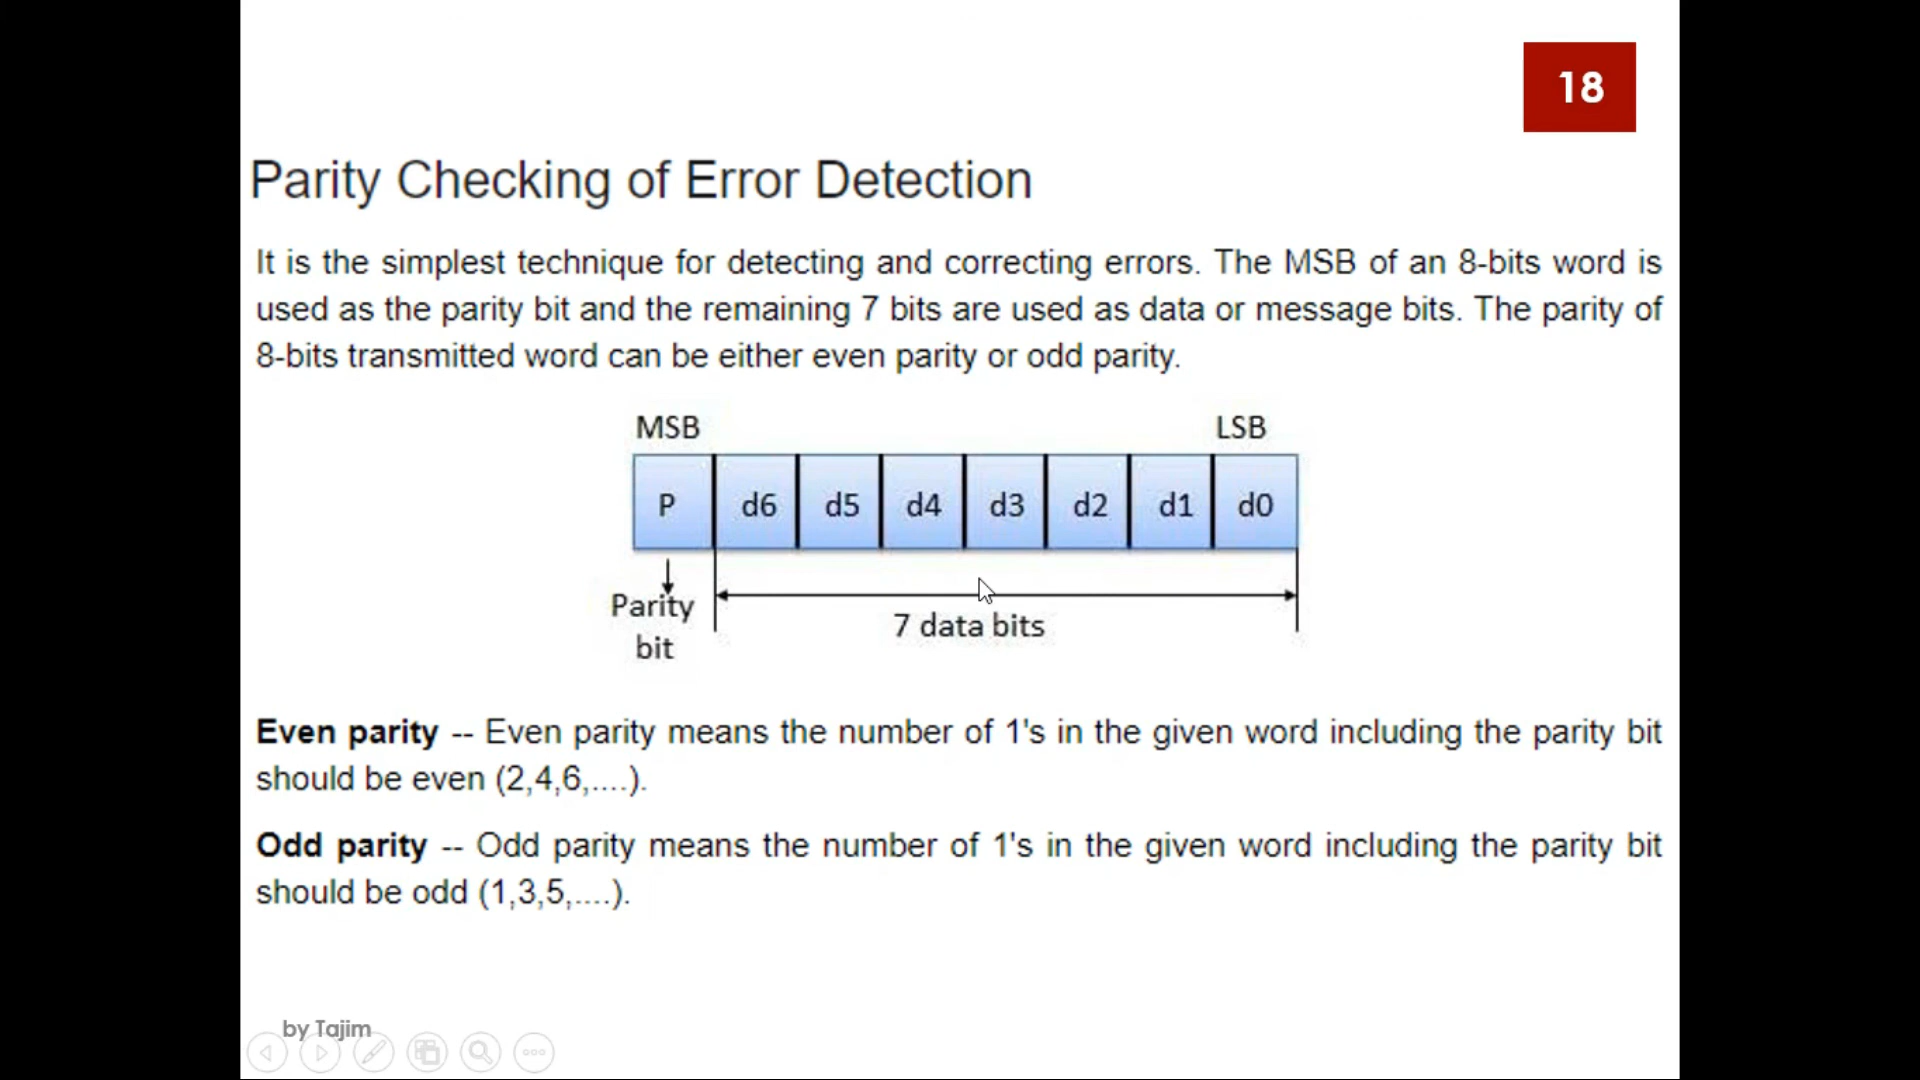 18
Parity Checking of Error Detection
It is the simplest technique for detecting and correcting errors. The MSB of an 8-bits word is
used as the parity bit and the remaining 7 bits are used as data or message bits. The parity of
8-bits transmitted word can be either even parity or odd parity.
MSB LSB
P d6 d5 d4 d3 d2 d1 d0
Parity
bit
7 data bits
Even parity -- Even parity means the number of 1's in the given word including the parity bit
should be even (2,4,6,....).
Odd parity -- Odd parity means the number of 1's in the given word including the parity bit
should be odd (1,3,5,....).
by Tajim